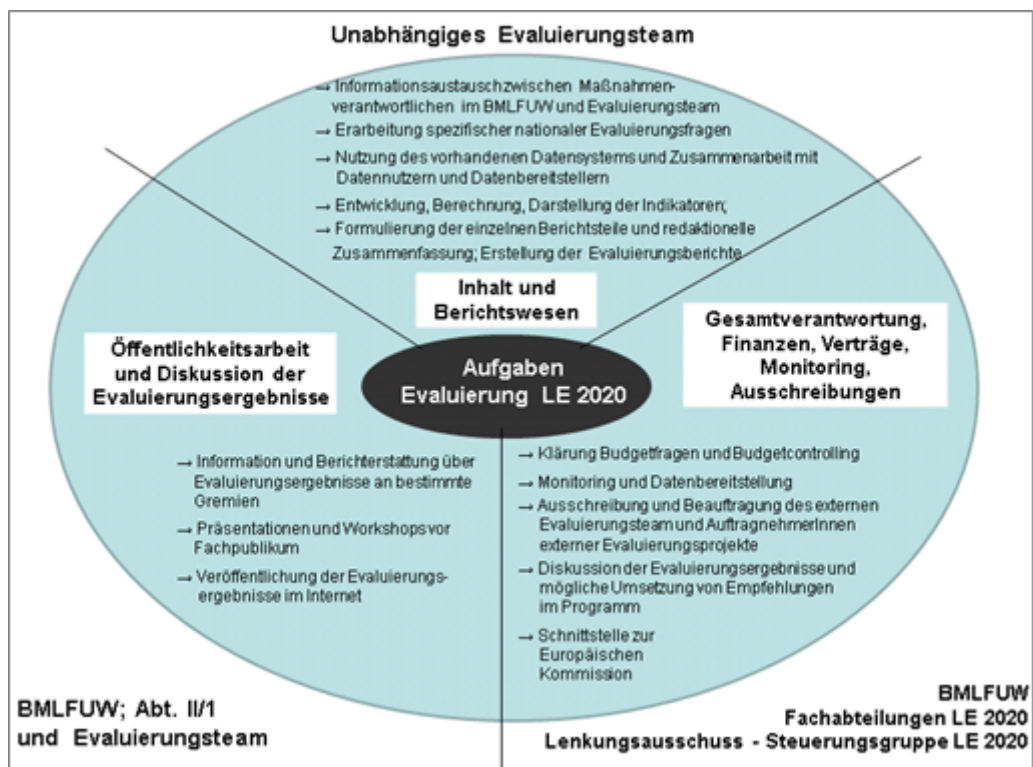 Unabhängiges Evaluierungsteam
→ Informationsaustauschzwischen Maßnahmen-
verantwortlichen im BMLFUW und Evaluierungsteam
→ Erarbeitung spezifischer nationaler Evaluierungsfragen
→ Nutzung des vorhandenen Datensystems und Zusammenarbeit mit
Datennutzern und Datenbereitstellern
→ Entwicklung, Berechnung, Darstellung der Indikatoren;
→ Formulierung der einzelnen Berichtsteile und redaktionelle
Zusammenfassung; Erstellung der Evaluierungsberichte
Inhalt und
Berichtswesen
Öffentlichkeitsarbeit
und Diskussion der
Evaluierungsergebnisse
Aufgaben
Evaluierung LE 2020
Gesamtverantwortung,
Finanzen, Verträge,
Monitoring,
Ausschreibungen
→ Information und Berichterstattung über
Evaluierungsergebnisse an bestimmte
Gremien
→ Präsentationen und Workshops vor
Fachpublikum
→ Veröffentlichung der Evaluierungs-
ergebnisse im Internet
→ Klärung Budgetfragen und Budgetcontrolling
→ Monitoring und Datenbereitstellung
→ Ausschreibung und Beauftragung des externen
Evaluierungsteam und AuftragnehmerInnen
externer Evaluierungsprojekte
→ Diskussion der Evaluierungsergebnisse und
mögliche Umsetzung von Empfehlungen
im Programm
→ Schnittstelle zur
Europäischen
Kommission
BMLFUW; Abt. II/1
und Evaluierungsteam
BMLFUW
Fachabteilungen LE 2020
Lenkungsausschuss - Steuerungsgruppe LE 2020